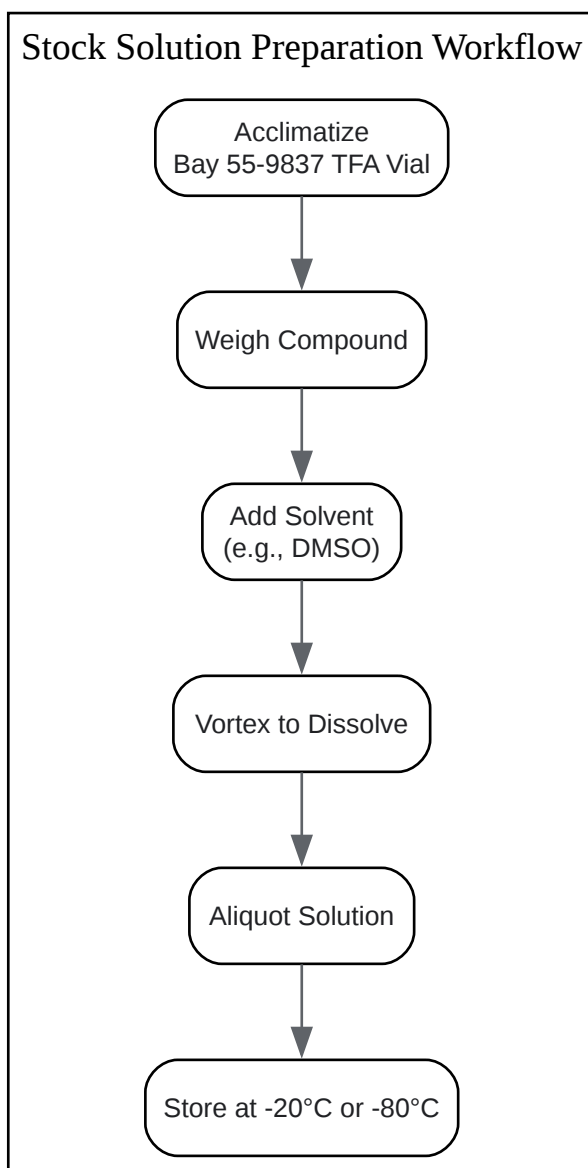 Stock Solution Preparation Workflow
Acclimatize
Bay 55-9837 TFA Vial
Weigh Compound
Add Solvent
(e.g., DMSO)
Vortex to Dissolve
Aliquot Solution
Store at -20°C or -80°C